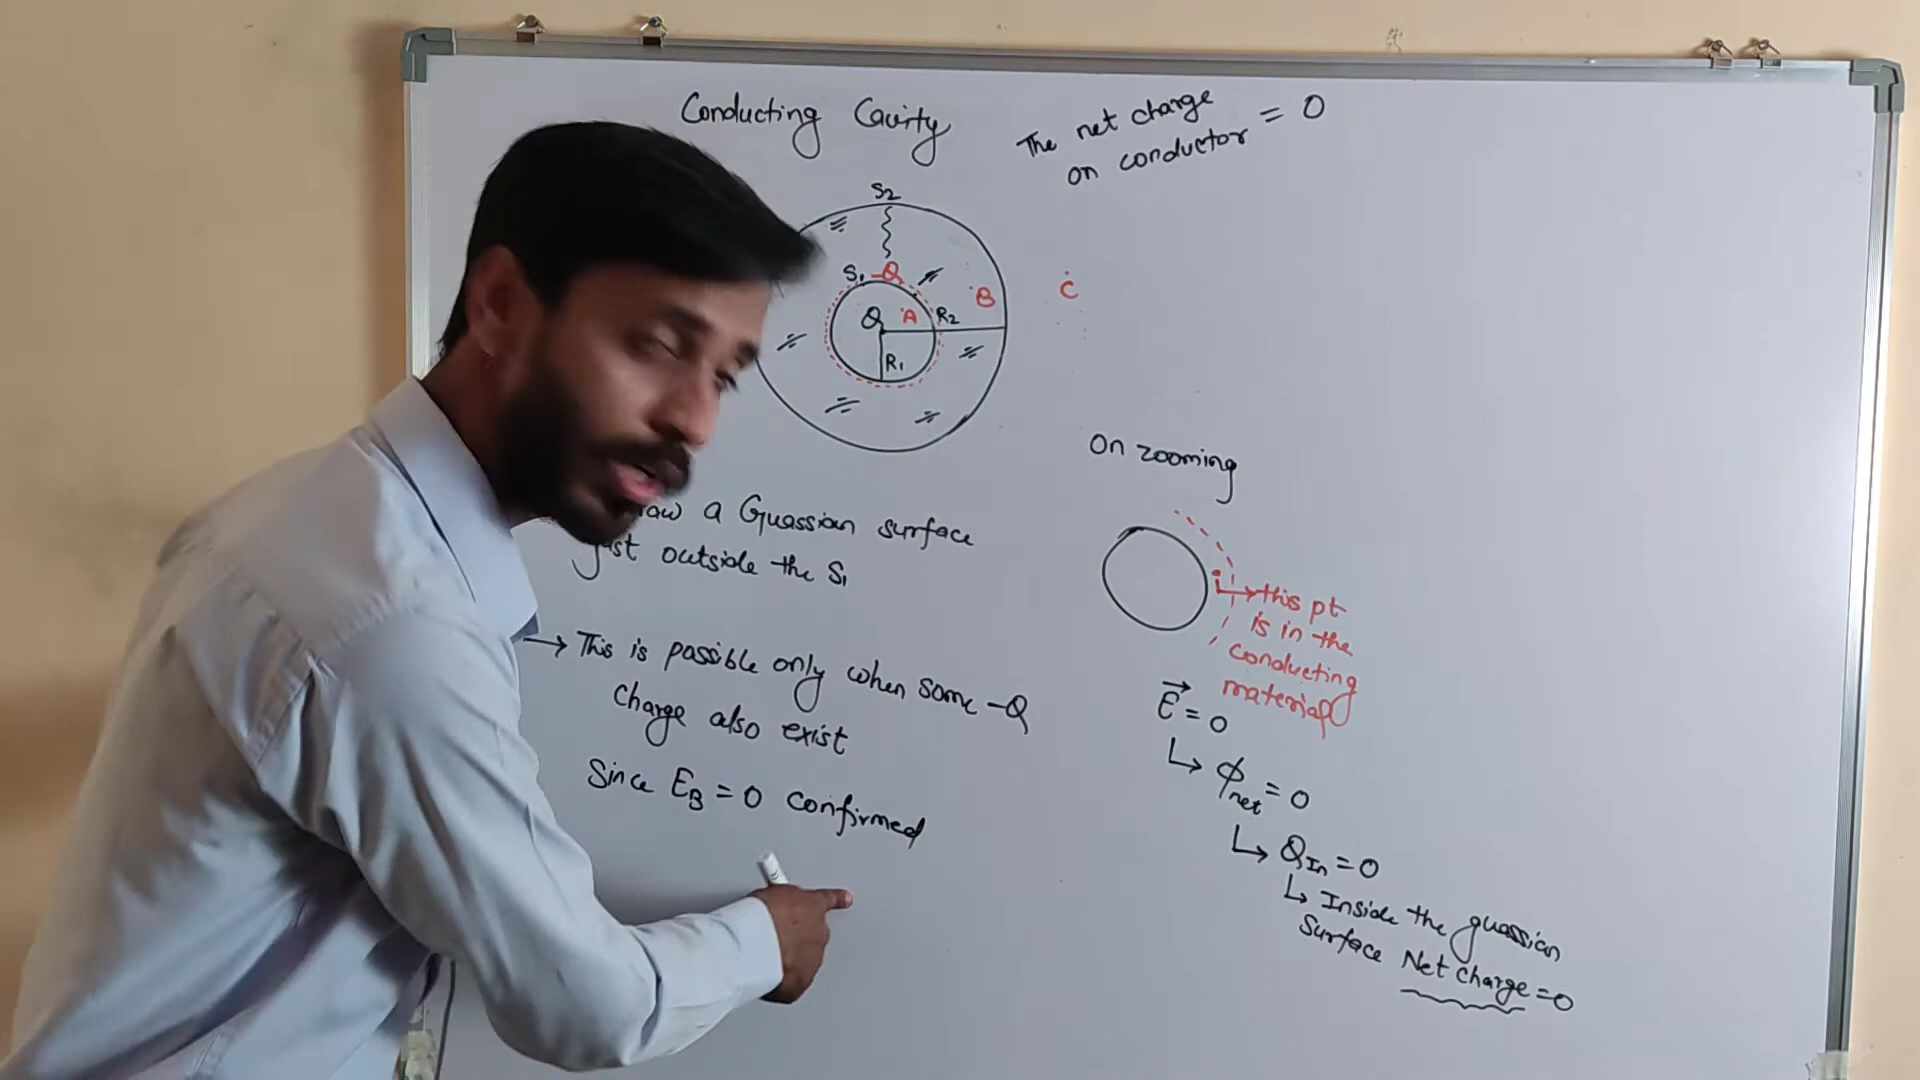 Conducting Cavity
The net charge
on conductor = 0
S2
S1 -Q
B
C
Q A R2
R1
On zooming
a Guassian surface
just outside the S1
this pt
is in the
conducting
material
→ This is possible only when some -Q
charge also exist
Since EB = 0 confirmed
E⃗ = 0
↳ ϕnet = 0
↳ QIn = 0
↳ Inside the guassian
Surface Net charge = 0